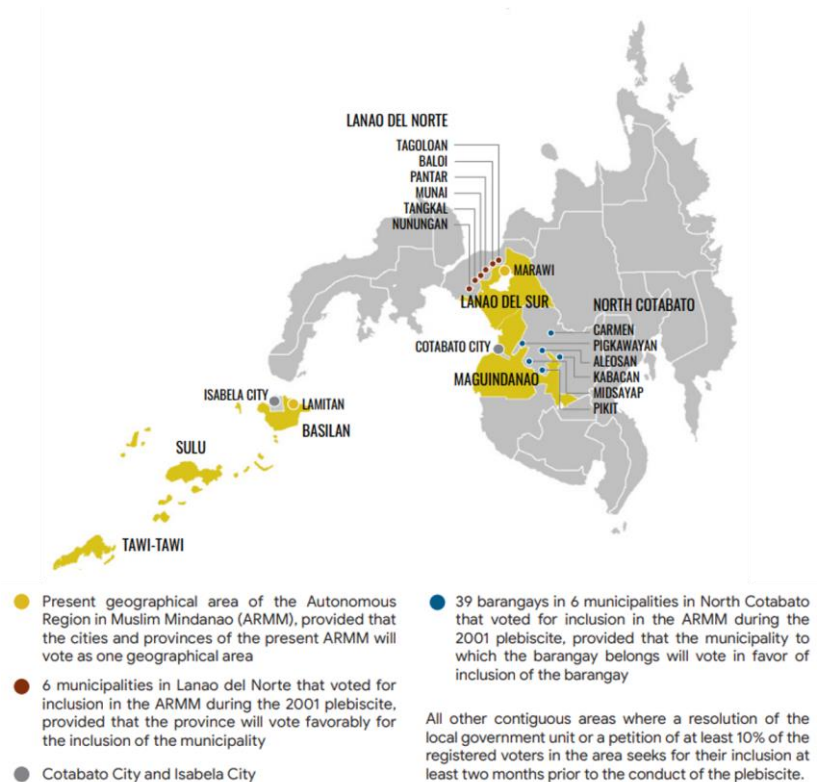 LANAO DEL NORTE
TAGOLOAN
BALOI
PANTAR
MUNAI
TANGKAL
NUNUNGAN
MARAWI
LANAO DEL SUR
NORTH COTABATO
CARMEN
PIGKAWAYAN
ALEOSAN
KABACAN
MIDSAYAP
PIKIT
COTABATO CITY
MAGUINDANAO
ISABELA CITY
LAMITAN
BASILAN
SULU
TAWI-TAWI
Present geographical area of the Autonomous
Region in Muslim Mindanao (ARMM), provided that
the cities and provinces of the present ARMM will
vote as one geographical area
6 municipalities in Lanao del Norte that voted for
inclusion in the ARMM during the 2001 plebiscite,
provided that the province will vote favorably for
the inclusion of the municipality
Cotabato City and Isabela City
39 barangays in 6 municipalities in North Cotabato
that voted for inclusion in the ARMM during the
2001 plebiscite, provided that the municipality to
which the barangay belongs will vote in favor of
inclusion of the barangay
All other contiguous areas where a resolution of the
local government unit or a petition of at least 10% of the
registered voters in the area seeks for their inclusion at
least two months prior to the conduct of the plebiscite.